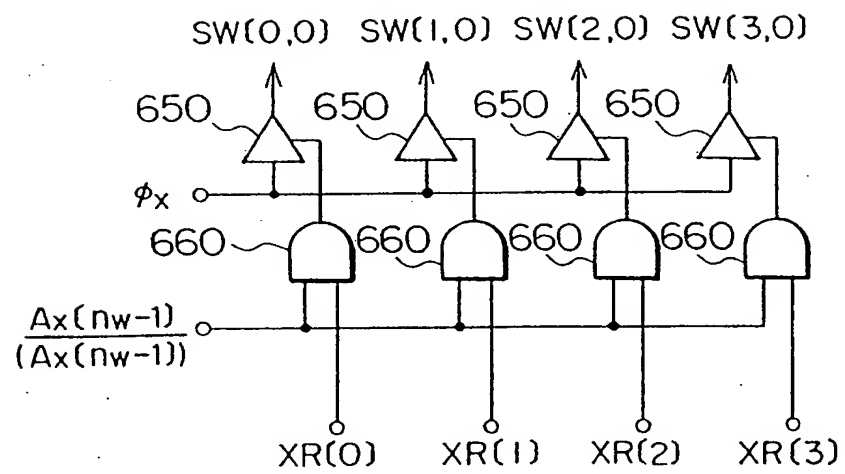 SW(0,0) SW(1,0) SW(2,0) SW(3,0)
650 650 650 650
φx
660 660 660 660
Ax(nw-1)
(Ax(nw-1))
XR(0) XR(1) XR(2) XR(3)